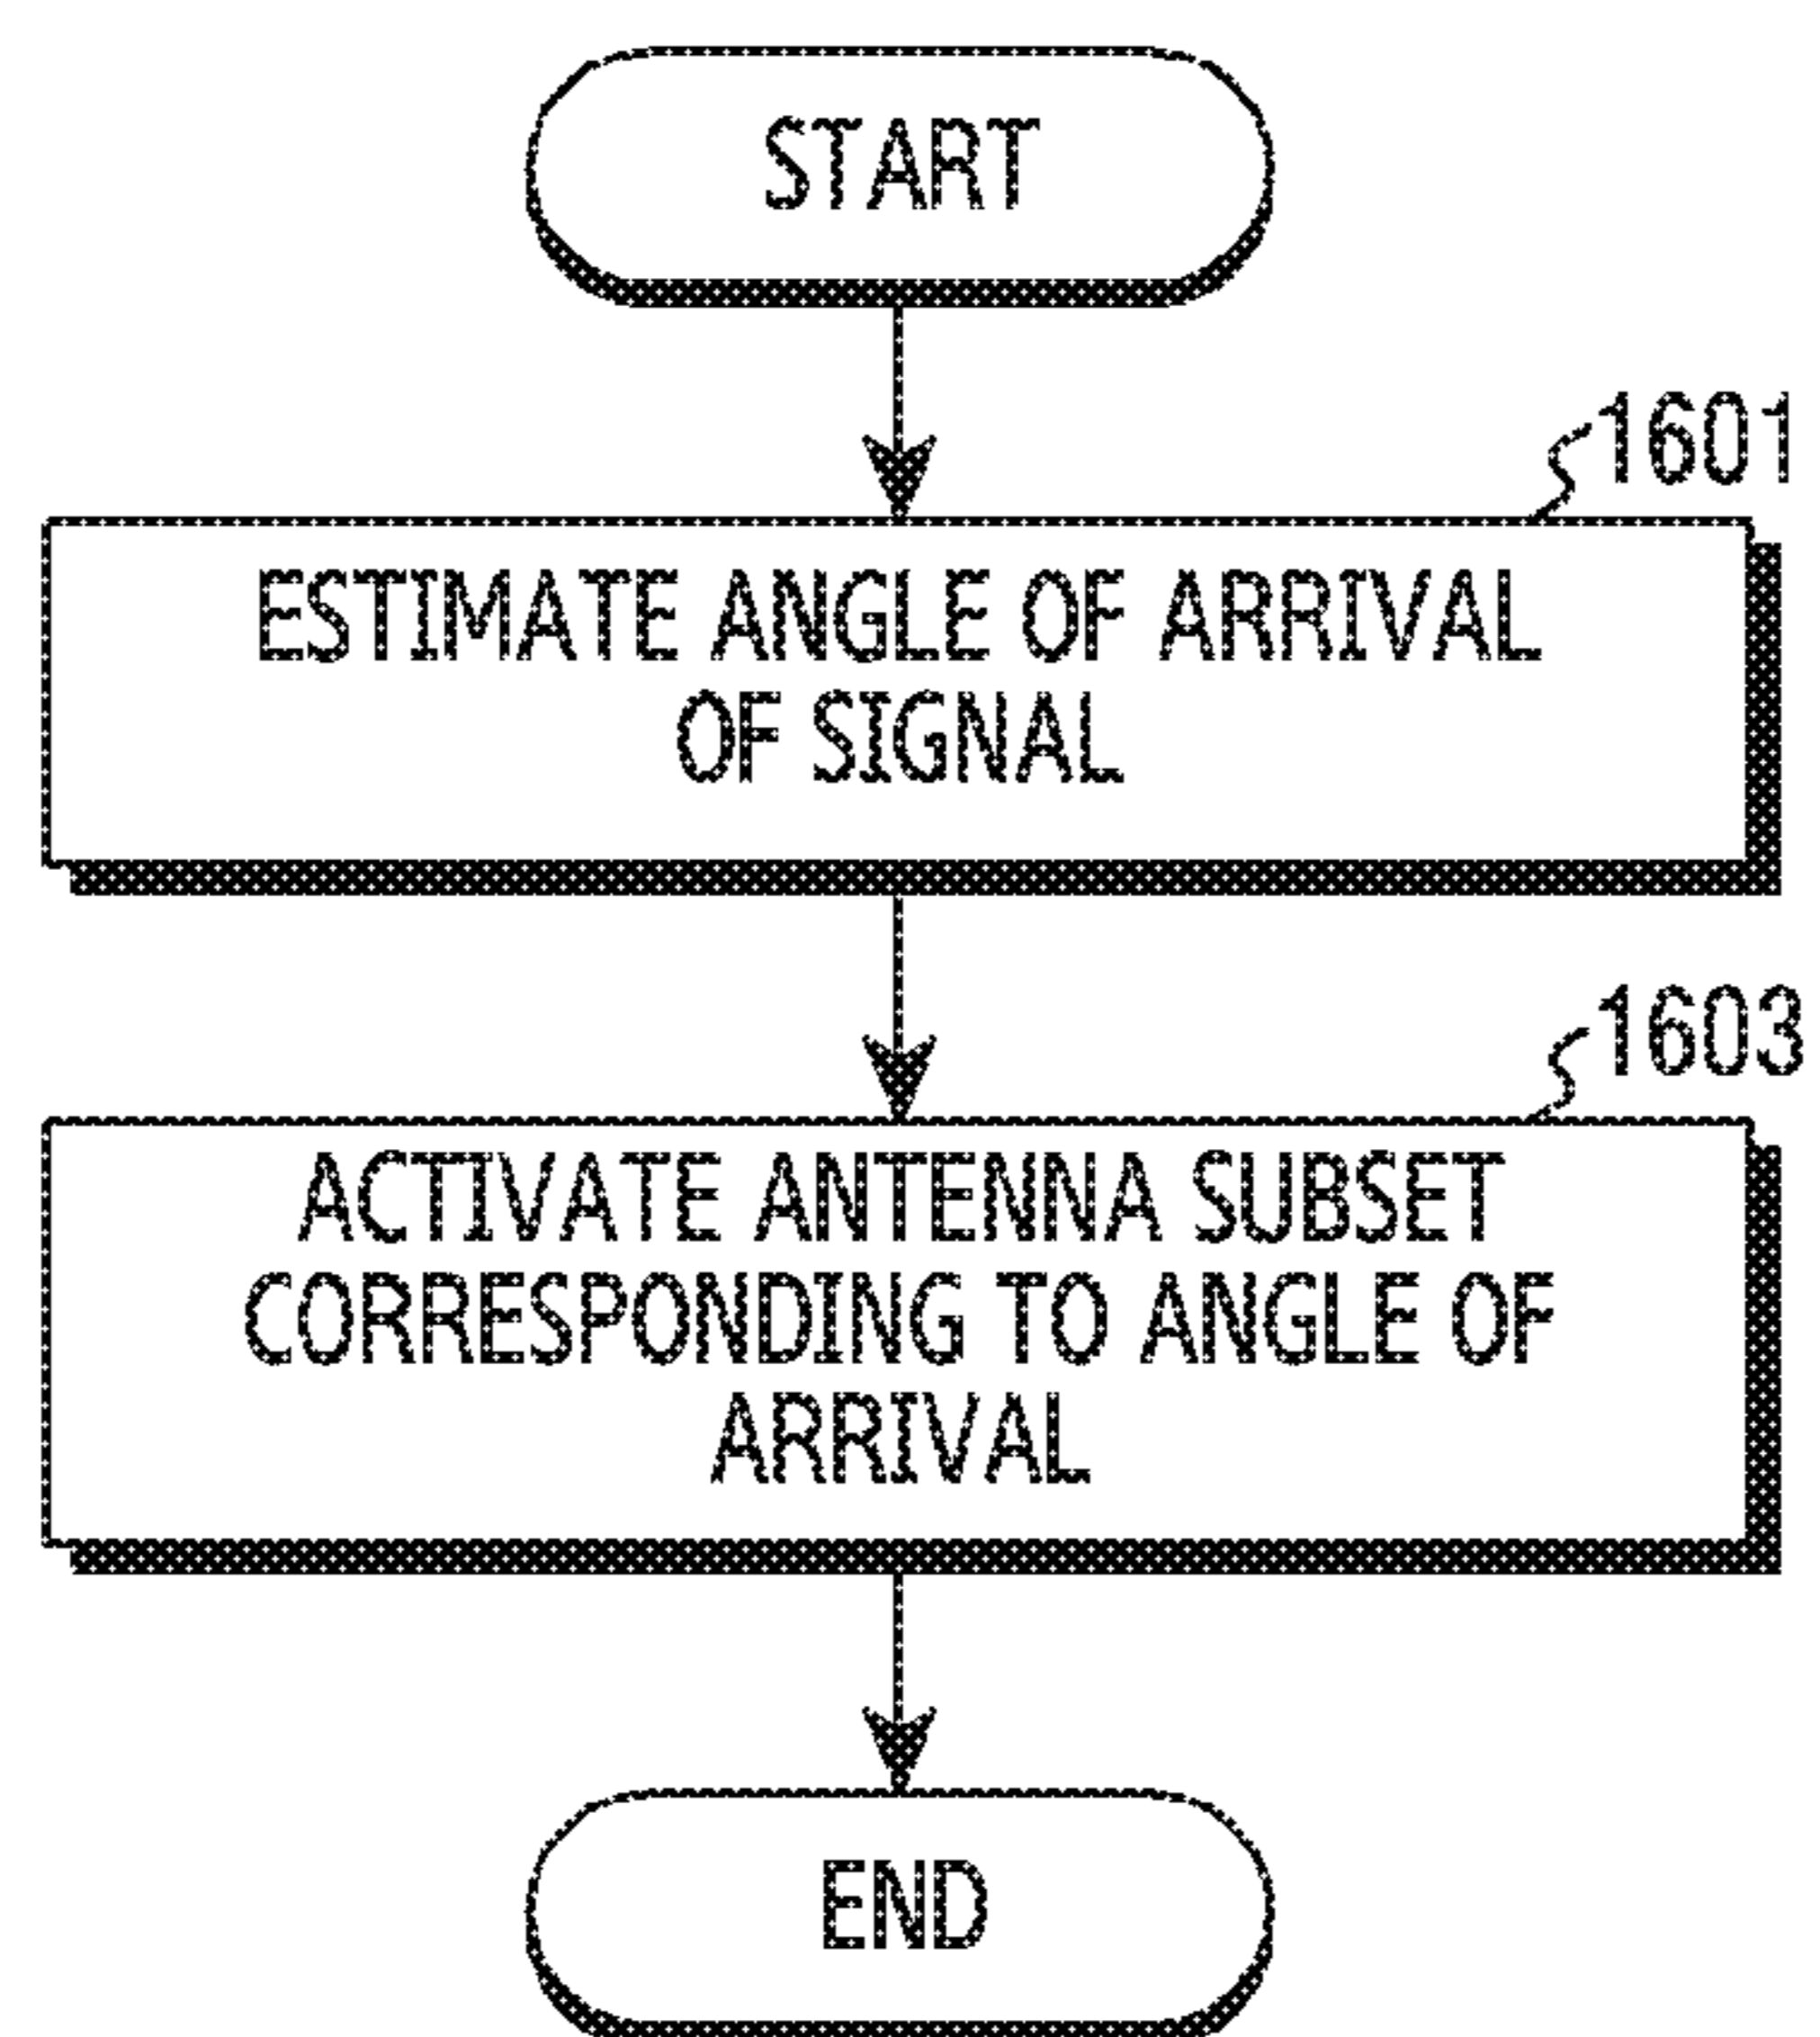 START
1601
ESTIMATE ANGLE OF ARRIVAL
OF SIGNAL
1603
ACTIVATE ANTENNA SUBSET
CORRESPONDING TO ANGLE OF
ARRIVAL
END